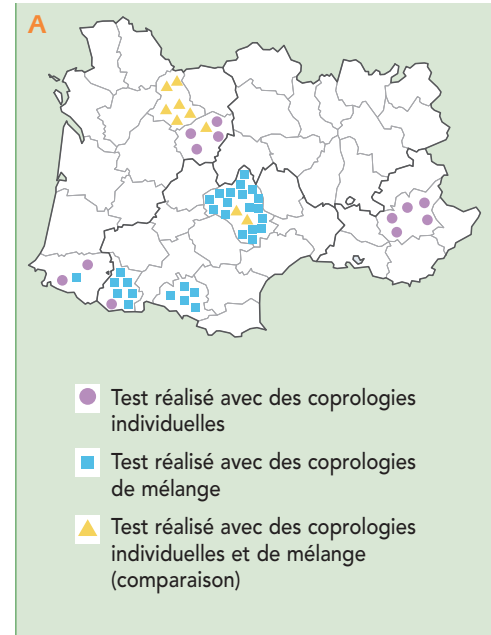 A
Test réalisé avec des coprologies
individuelles
Test réalisé avec des coprologies
de mélange
Test réalisé avec des coprologies
individuelles et de mélange
(comparaison)